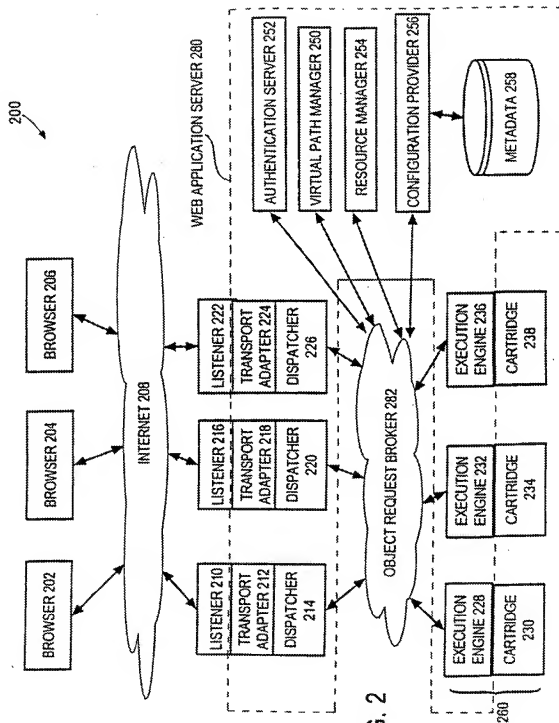 200
BROWSER 202
BROWSER 204
BROWSER 206
INTERNET 208
WEB APPLICATION SERVER 280
LISTENER 210
TRANSPORT
ADAPTER 212
DISPATCHER
214
LISTENER 216
TRANSPORT
ADAPTER 218
DISPATCHER
220
LISTENER 222
TRANSPORT
ADAPTER 224
DISPATCHER
226
AUTHENTICATION SERVER 252
VIRTUAL PATH MANAGER 250
RESOURCE MANAGER 254
CONFIGURATION PROVIDER 256
METADATA 258
OBJECT REQUEST BROKER 282
EXECUTION
ENGINE 228
CARTRIDGE
230
EXECUTION
ENGINE 232
CARTRIDGE
234
EXECUTION
ENGINE 236
CARTRIDGE
238
260
G. 2